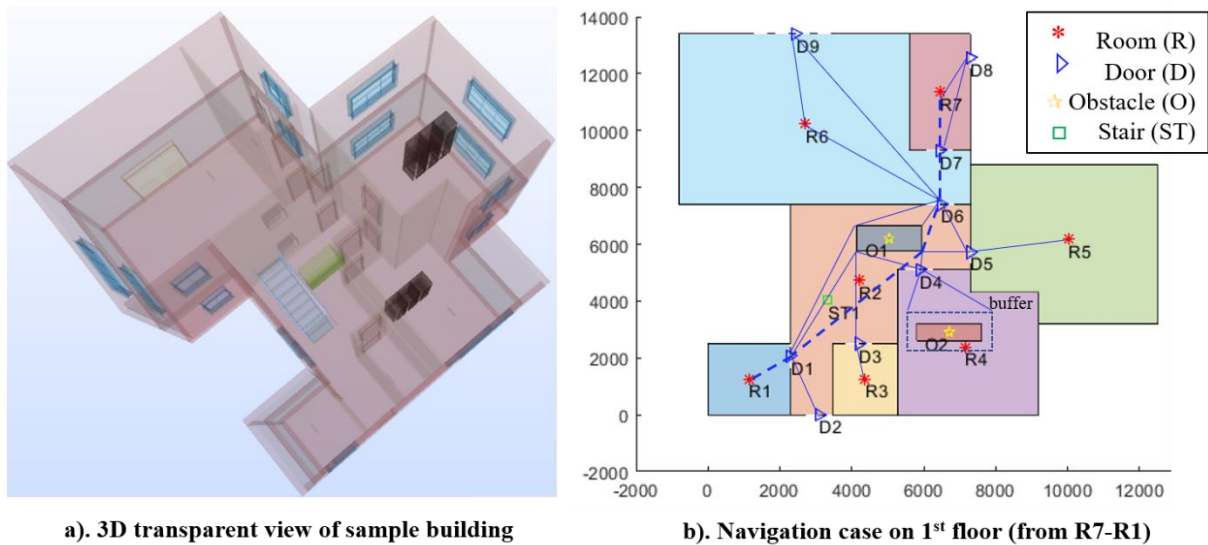 14000
12000
10000
8000
6000
4000
2000
0
-2000
-2000 0 2000 4000 6000 8000 10000 12000
D9
D8
R7
R6
D7
D6
O1
D5
R5
D4
R2
ST1
buffer
O2
R4
D1
D3
R1
R3
D2
Room (R)
Door (D)
Obstacle (O)
Stair (ST)
a). 3D transparent view of sample building
b). Navigation case on 1st floor (from R7-R1)